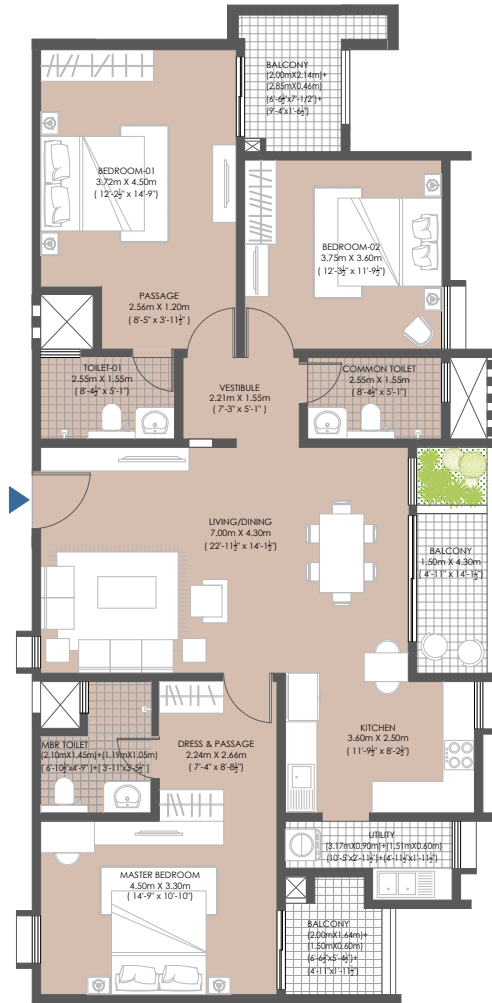 BALCONY
(2.00mX2.14m)+
(2.85mX0.46m)
(6'-6½"x7'-1/2")+
(9'-4"x1'-6½")
BEDROOM-01
3.72m X 4.50m
( 12'-2½" x 14'-9")
BEDROOM-02
3.75m X 3.60m
( 12'-3½" x 11'-9½")
PASSAGE
2.56m X 1.20m
( 8'-5" x 3'-11½" )
TOILET-01
2.55m X 1.55m
( 8'-4½" x 5'-1")
VESTIBULE
2.21m X 1.55m
( 7'-3" x 5'-1" )
COMMON TOILET
2.55m X 1.55m
( 8'-4½" x 5'-1")
LIVING/DINING
7.00m X 4.30m
( 22'-11½" x 14'-1½")
BALCONY
1.50m X 4.30m
( 4'-11" x 14'-1½")
MBR TOILET
(2.10mX1.45m)+(1.19mX1.05m)
( 6'-10½"x4'-9" )+( 3'-11"x3'-5½" )
DRESS & PASSAGE
2.24m X 2.66m
( 7'-4" x 8'-8½")
KITCHEN
3.60m X 2.50m
( 11'-9½" x 8'-2½")
UTILITY
(3.17mX0.90m)+(1.51mX0.60m)
(10'-5"x2'-11½")+(4'-11½"x1'-11½")
MASTER BEDROOM
4.50m X 3.30m
( 14'-9" x 10'-10")
BALCONY
(2.00mX1.64m)+
(1.50mX0.60m)
(6'-6½"x5'-4½")+
(4'-11"x1'-11½")